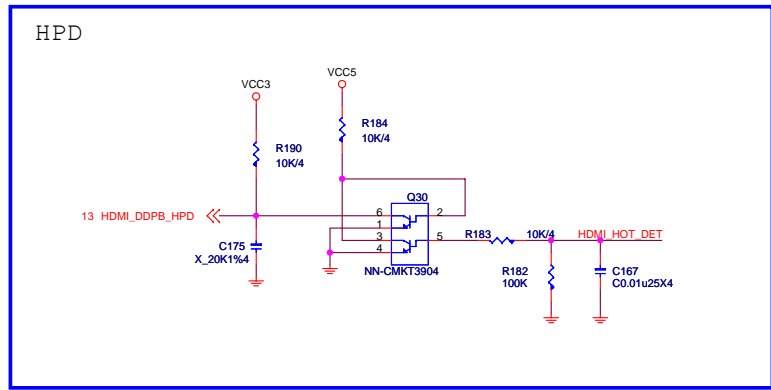 HPD
VCC3
VCC5
R184
10K/4
R190
10K/4
Q30
13 HDMI_DDPB_HPD
6
2
1
3
5
4
R183
10K/4
HDMI_HOT_DET
C175
X_20K1%4
NN-CMKT3904
R182
100K
C167
C0.01u25X4